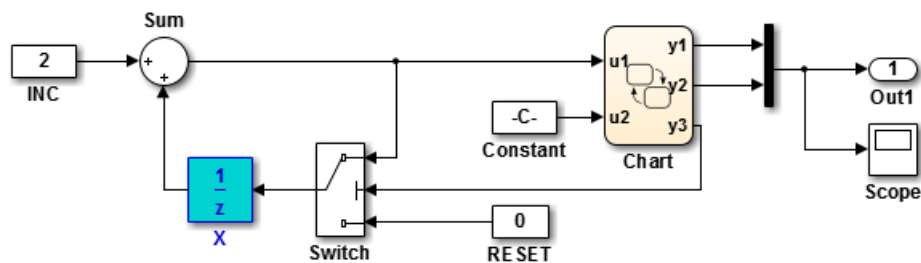 Sum
2
INC
+
+
-C-
Constant
u1
u2
y1
y2
y3
Chart
1
Out1
Scope
1
z
X
Switch
0
RESET